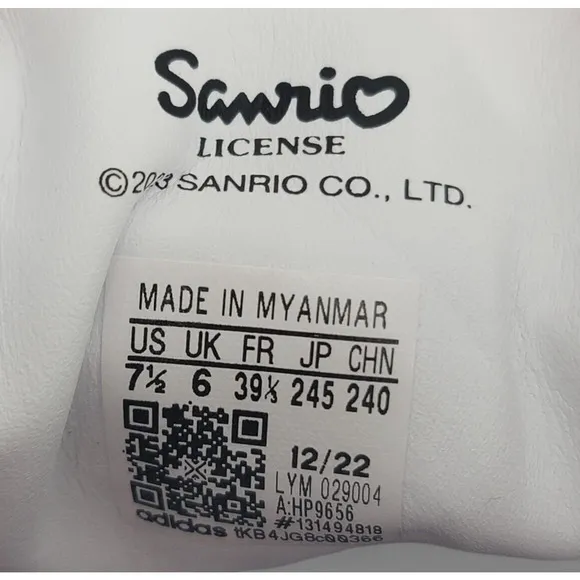 Sanrio
LICENSE
© 2023 SANRIO CO., LTD.
MADE IN MYANMAR
US UK FR JP CHN
7½ 6 39⅓ 245 240
12/22
LYM 029004
A:HP9656
#131494818
adidas tKB4JG8c00366